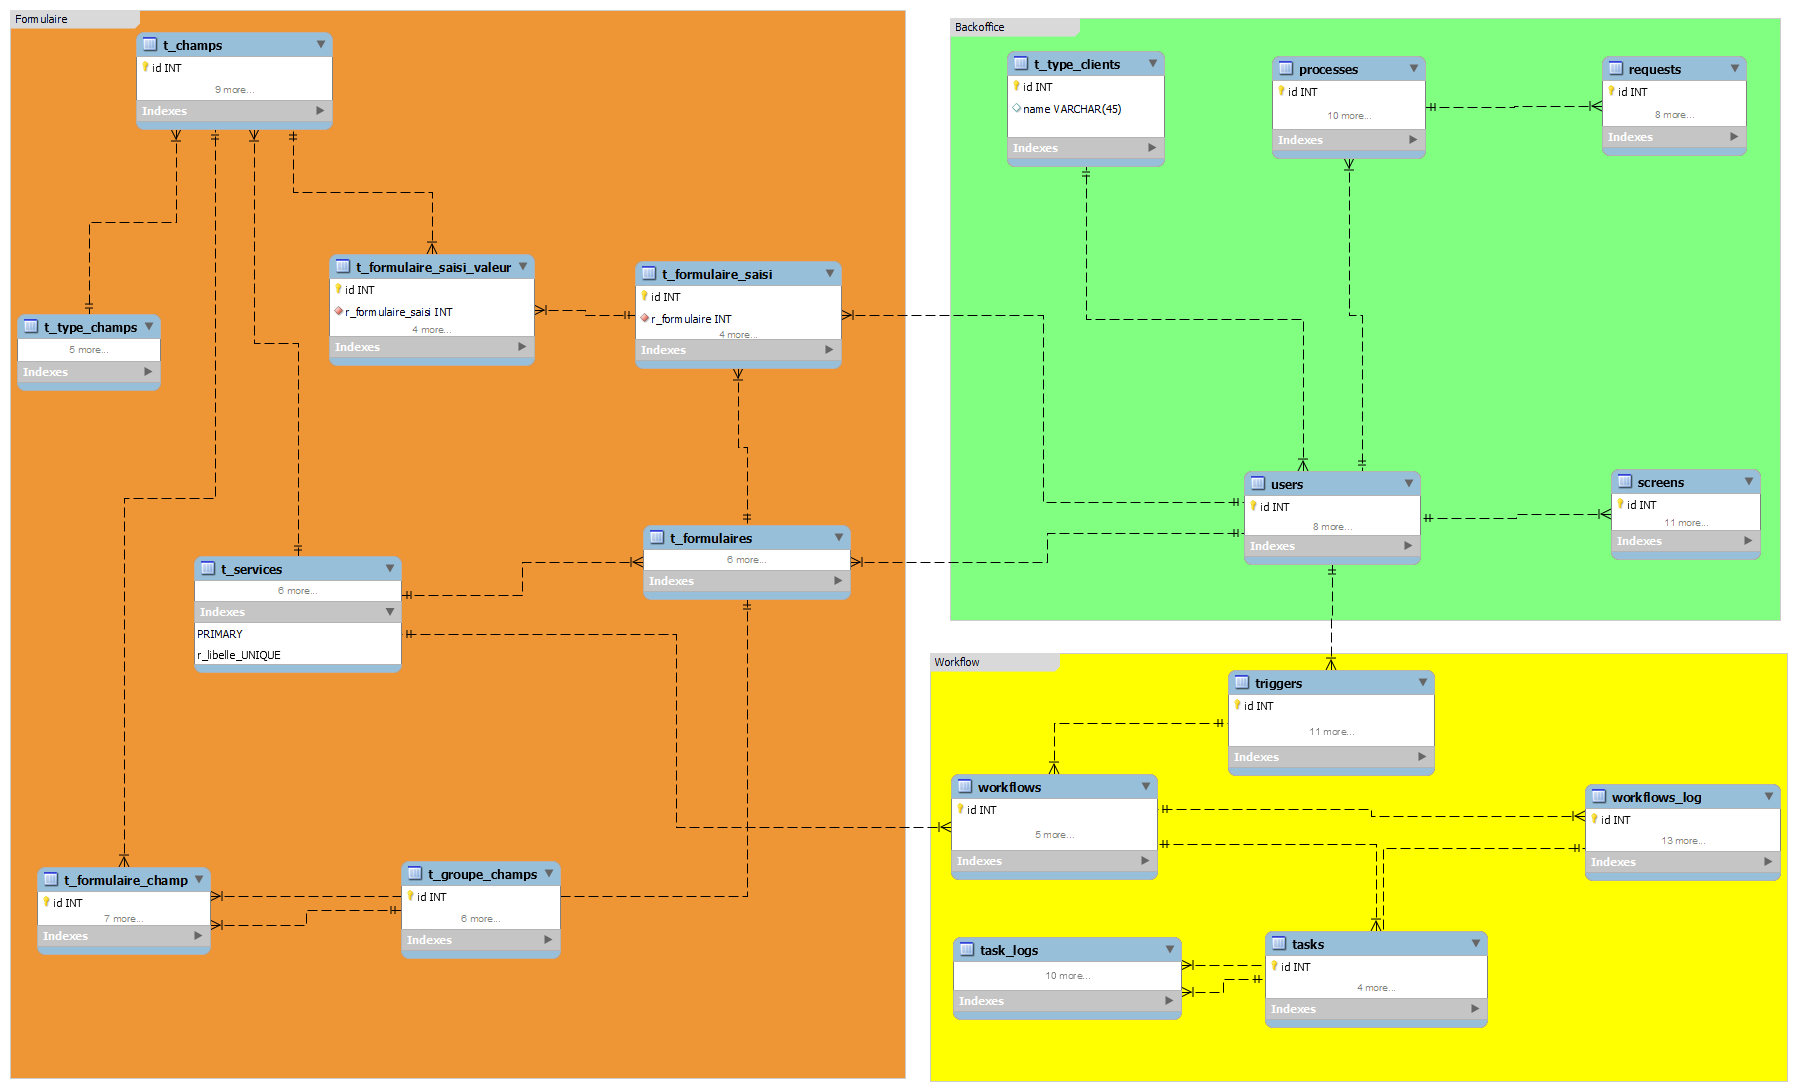 Formulaire
t_champs
id INT
9 more...
Indexes
t_type_champs
5 more...
Indexes
t_formulaire_saisi_valeur
id INT
r_formulaire_saisi INT
4 more...
Indexes
t_formulaire_saisi
id INT
r_formulaire INT
4 more...
Indexes
t_services
6 more...
Indexes
PRIMARY
r_libelle_UNIQUE
t_formulaires
6 more...
Indexes
t_formulaire_champ
id INT
7 more...
Indexes
t_groupe_champs
id INT
6 more...
Indexes
Backoffice
t_type_clients
id INT
name VARCHAR(45)
Indexes
processes
id INT
10 more...
Indexes
requests
id INT
8 more...
Indexes
users
id INT
8 more...
Indexes
screens
id INT
11 more...
Indexes
Workflow
triggers
id INT
11 more...
Indexes
workflows
id INT
5 more...
Indexes
workflows_log
id INT
13 more...
Indexes
task_logs
10 more...
Indexes
tasks
id INT
4 more...
Indexes